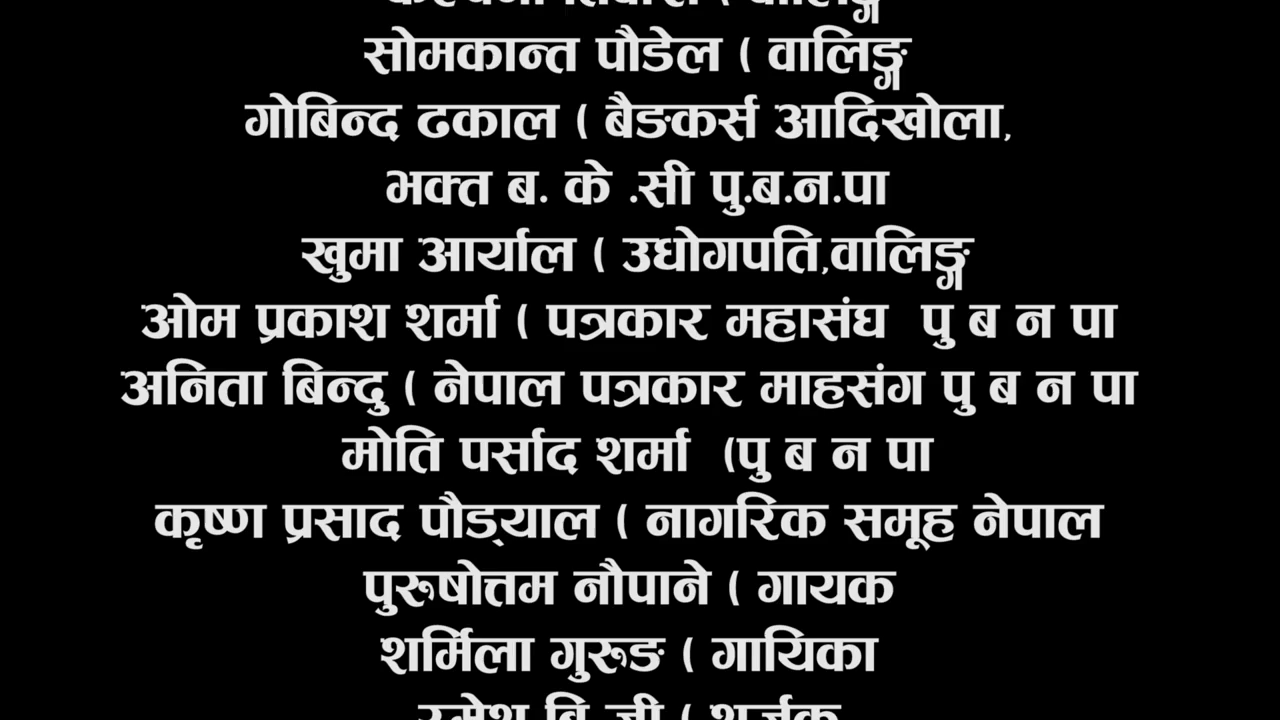 सोमकान्त पौडेल ( वालिङ्ग
गोबिन्द ढकाल ( बैङकर्स आदिखोला,
भक्त ब. के .सी पु.ब.न.पा
खुमा आर्याल ( उधोगपति,वालिङ्ग
ओम प्रकाश शर्मा ( पत्रकार महासंघ पु ब न पा
अनिता बिन्दु ( नेपाल पत्रकार माहसंग पु ब न पा
मोति पर्साद शर्मा (पु ब न पा
कृष्ण प्रसाद पौड्याल ( नागरिक समूह नेपाल
पुरुषोत्तम नौपाने ( गायक
शर्मिला गुरुङ ( गायिका